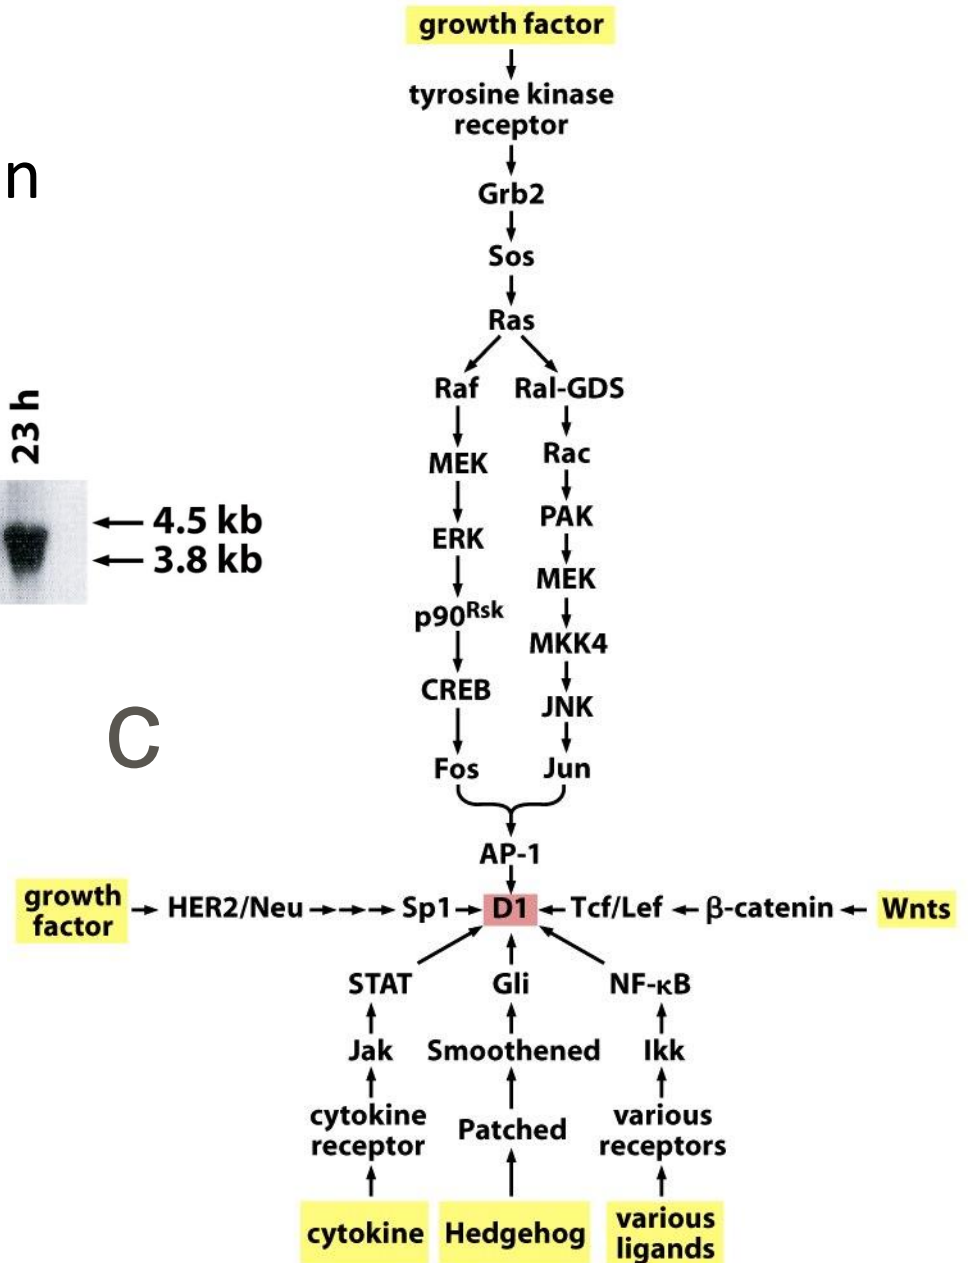 growth factor
tyrosine kinase
receptor
n
Grb2
Sos
Ras
Raf Ral-GDS
23 h
MEK
Rac
4.5 kb
PAK
ERK
3.8 kb
MEK
p90Rsk
MKK4
CREB
JNK
C
Fos Jun
AP-1
growth
factor
HER2/Neu Sp1 D1 Tcf/Lef β-catenin Wnts
STAT Gli NF-κB
Jak Smoothened Ikk
cytokine
receptor
Patched
various
receptors
cytokine
Hedgehog
various
ligands